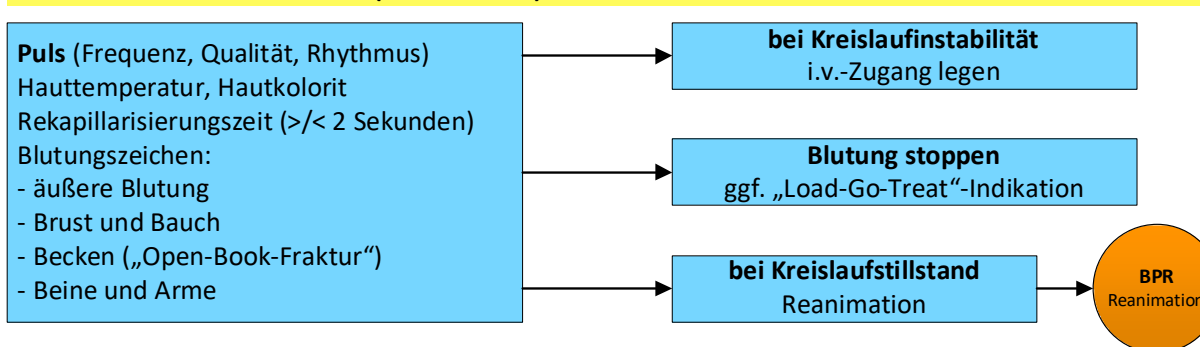 Puls (Frequenz, Qualität, Rhythmus)
Hauttemperatur, Hautkolorit
Rekapillarisierungszeit (>/< 2 Sekunden)
Blutungszeichen:
- äußere Blutung
- Brust und Bauch
- Becken („Open-Book-Fraktur“)
- Beine und Arme
bei Kreislaufinstabilität
i.v.-Zugang legen
Blutung stoppen
ggf. „Load-Go-Treat“-Indikation
bei Kreislaufstillstand
Reanimation
BPR
Reanimation